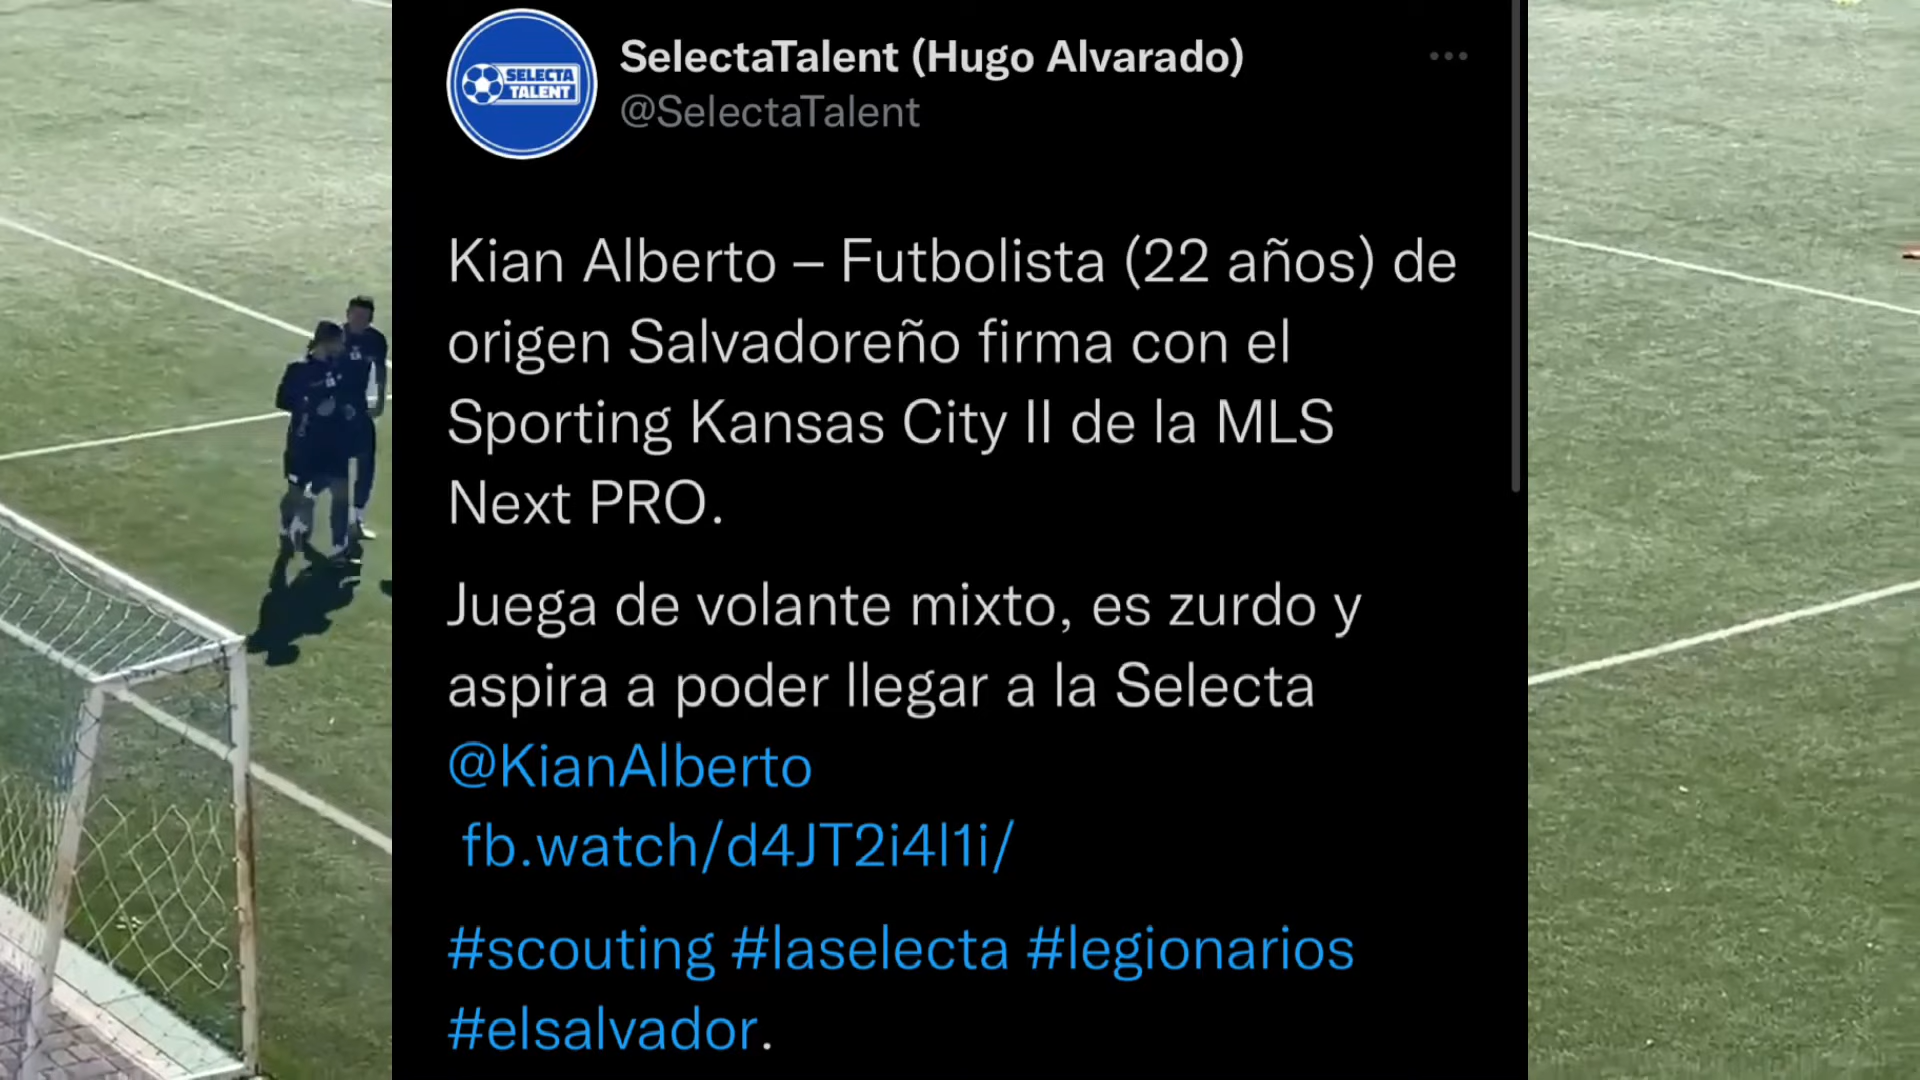 SELECTA
TALENT
SelectaTalent (Hugo Alvarado)
@SelectaTalent
Kian Alberto – Futbolista (22 años) de
origen Salvadoreño firma con el
Sporting Kansas City II de la MLS
Next PRO.
Juega de volante mixto, es zurdo y
aspira a poder llegar a la Selecta
@KianAlberto
fb.watch/d4JT2i4l1i/
#scouting #laselecta #legionarios
#elsalvador.